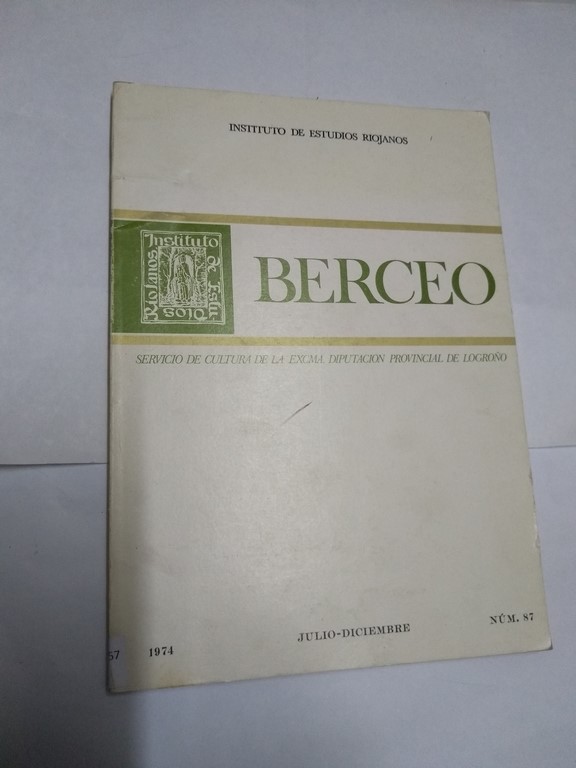 INSTITUTO DE ESTUDIOS RIOJANOS
Instituto de Estudios Riojanos
BERCEO
SERVICIO DE CULTURA DE LA EXCMA. DIPUTACION PROVINCIAL DE LOGROÑO
57 1974 JULIO-DICIEMBRE NÚM. 87